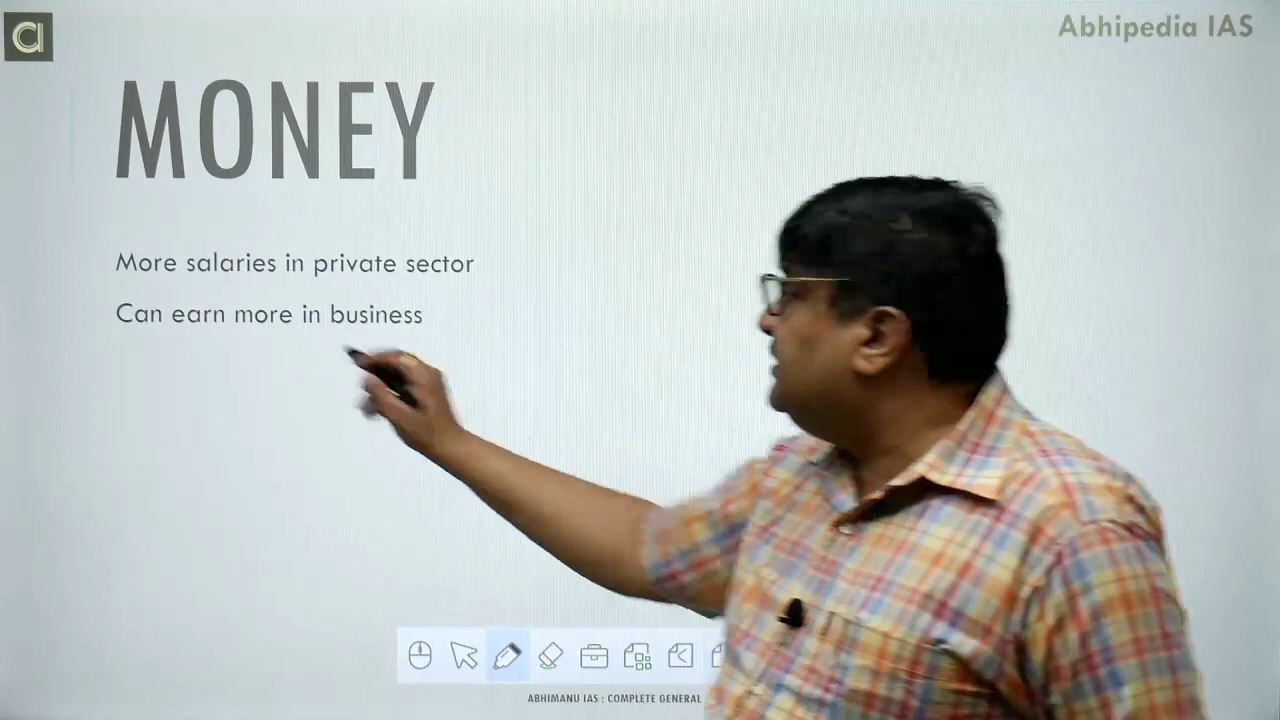 Abhipedia IAS
MONEY
More salaries in private sector
Can earn more in business
ABHIMANU IAS : COMPLETE GENERAL